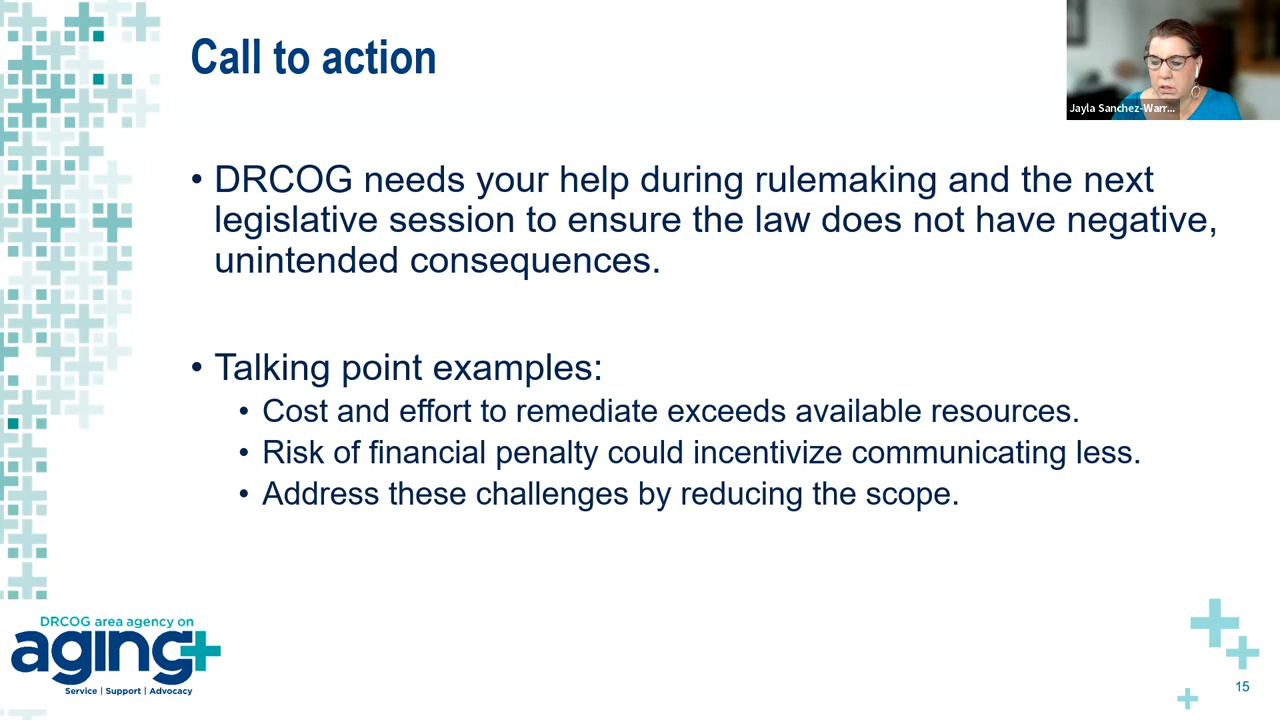 Call to action
Jayla Sanchez-Warr...
• DRCOG needs your help during rulemaking and the next
legislative session to ensure the law does not have negative,
unintended consequences.
• Talking point examples:
• Cost and effort to remediate exceeds available resources.
• Risk of financial penalty could incentivize communicating less.
• Address these challenges by reducing the scope.
DRCOG area agency on
aging+
Service | Support | Advocacy
15